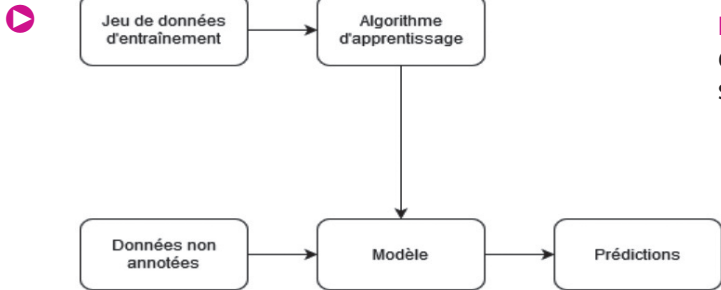 Jeu de données
d'entraînement
Algorithme
d'apprentissage
Données non
annotées
Modèle
Prédictions